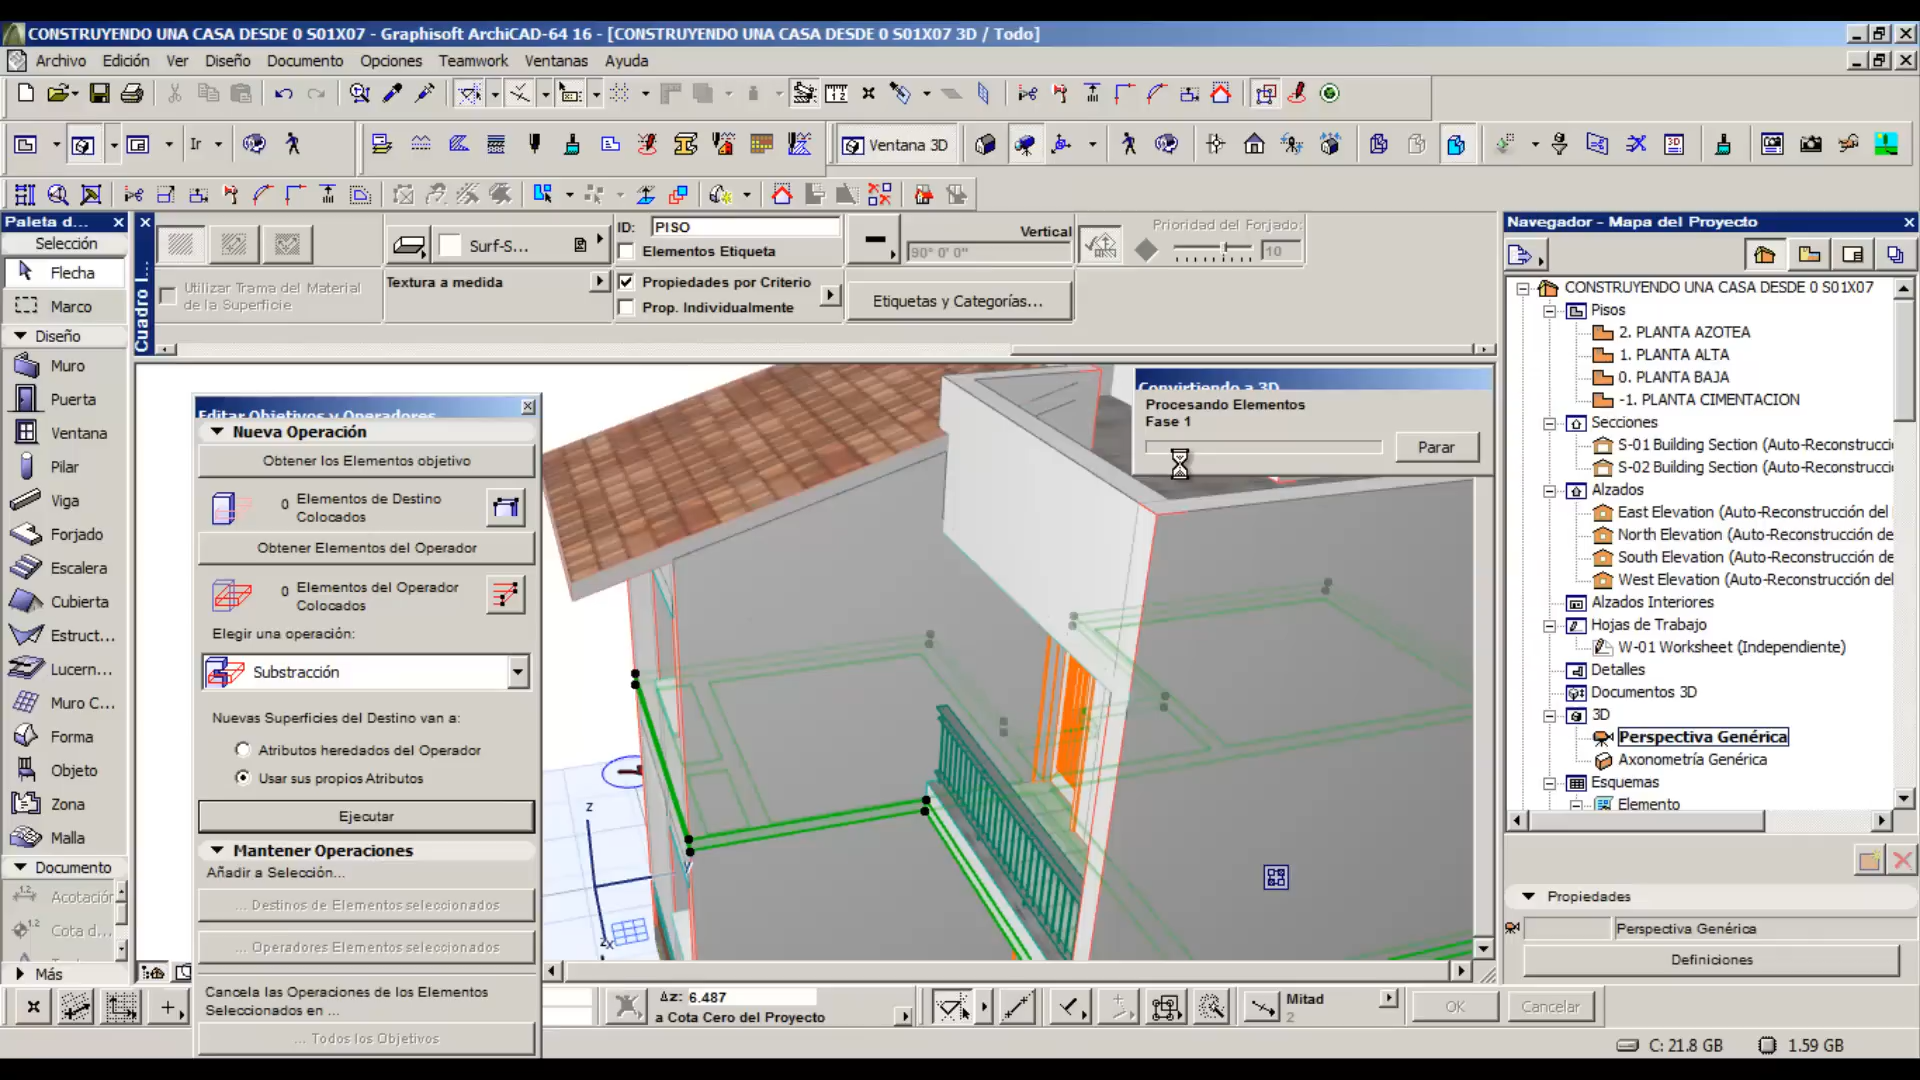 CONSTRUYENDO UNA CASA DESDE 0 S01X07 - Graphisoft ArchiCAD-64 16 - [CONSTRUYENDO UNA CASA DESDE 0 S01X07 3D / Todo]
Archivo Edición Ver Diseño Documento Opciones Teamwork Ventanas Ayuda
Ir
Ventana 3D
Paleta d...
Selección
Flecha
Marco
Diseño
Muro
Puerta
Ventana
Pilar
Viga
Forjado
Escalera
Cubierta
Estruct...
Lucern...
Muro C...
Forma
Objeto
Zona
Malla
Documento
Acotación
Cota d...
Más
Cuadro I...
Utilizar Trama del Material
de la Superficie
Surf-S...
Textura a medida
ID: PISO
Elementos Etiqueta
Propiedades por Criterio
Prop. Individualmente
Vertical
90° 0' 0"
Etiquetas y Categorías...
Prioridad del Forjado:
10
Editar Objetivos y Operadores
Nueva Operación
Obtener los Elementos objetivo
0 Elementos de Destino
Colocados
Obtener Elementos del Operador
0 Elementos del Operador
Colocados
Elegir una operación:
Substracción
Nuevas Superficies del Destino van a:
Atributos heredados del Operador
Usar sus propios Atributos
Ejecutar
Mantener Operaciones
Añadir a Selección...
... Destinos de Elementos seleccionados
... Operadores Elementos seleccionados
Cancela las Operaciones de los Elementos
Seleccionados en ...
... Todos los Objetivos
Convirtiendo a 3D
Procesando Elementos
Fase 1
Parar
z
y
x
Navegador - Mapa del Proyecto
CONSTRUYENDO UNA CASA DESDE 0 S01X07
Pisos
2. PLANTA AZOTEA
1. PLANTA ALTA
0. PLANTA BAJA
-1. PLANTA CIMENTACION
Secciones
S-01 Building Section (Auto-Reconstrucci
S-02 Building Section (Auto-Reconstrucci
Alzados
East Elevation (Auto-Reconstrucción del
North Elevation (Auto-Reconstrucción de
South Elevation (Auto-Reconstrucción de
West Elevation (Auto-Reconstrucción del
Alzados Interiores
Hojas de Trabajo
W-01 Worksheet (Independiente)
Detalles
Documentos 3D
3D
Perspectiva Genérica
Axonometría Genérica
Esquemas
Elemento
Propiedades
Perspectiva Genérica
Definiciones
Δz: 6.487
a Cota Cero del Proyecto
Mitad
2
OK
Cancelar
C: 21.8 GB
1.59 GB